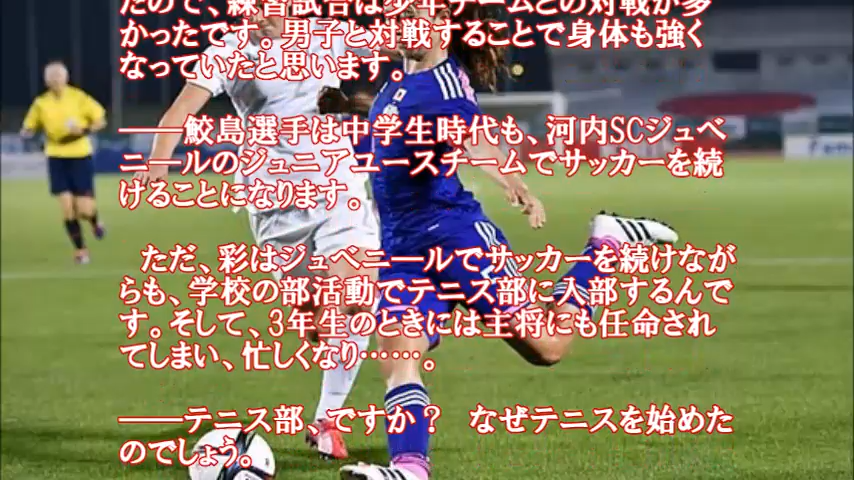 たので、練習試合は少年チームとの対戦が多
かったです。男子と対戦することで身体も強く
なっていたと思います。
――鮫島選手は中学生時代も、河内SCジュベ
ニールのジュニアユースチームでサッカーを続
けることになります。
ただ、彩はジュベニールでサッカーを続けなが
らも、学校の部活動でテニス部に入部するんで
す。そして、3年生のときには主将にも任命され
てしまい、忙しくなり……。
――テニス部、ですか？　なぜテニスを始めた
のでしょう。